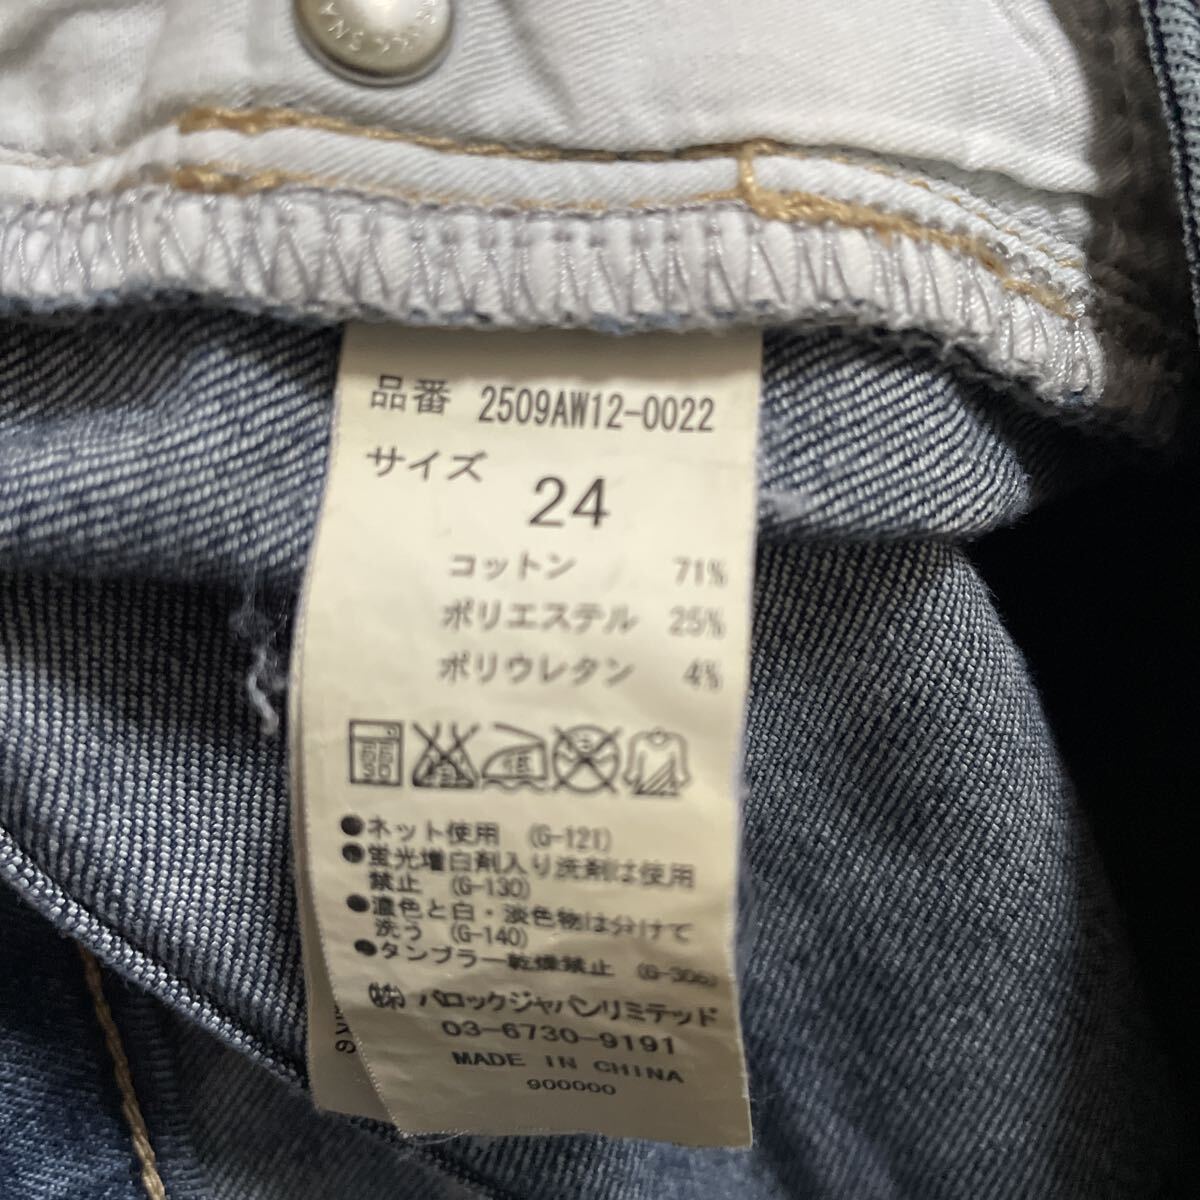 品番 2509AW12-0022
サイズ 24
コットン 71%
ポリエステル 25%
ポリウレタン 4%
●ネット使用 (G-121)
●蛍光増白剤入り洗剤は使用
禁止 (G-130)
●濃色と白・淡色物は分けて
洗う (G-140)
●タンブラー乾燥禁止 (G-306)
㈱バロックジャパンリミテッド
03-6730-9191
MADE IN CHINA
900000